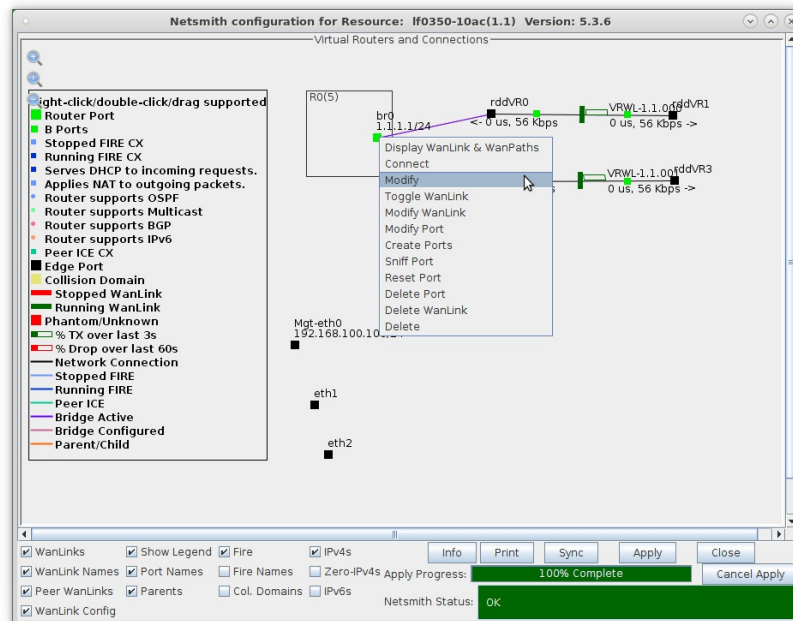 Netsmith configuration for Resource: lf0350-10ac(1.1) Version: 5.3.6
Virtual Routers and Connections
ight-click/double-click/drag supported
Router Port
B Ports
Stopped FIRE CX
Running FIRE CX
Serves DHCP to incoming requests.
Applies NAT to outgoing packets.
Router supports OSPF
Router supports Multicast
Router supports BGP
Router supports IPv6
Peer ICE CX
Edge Port
Collision Domain
Stopped WanLink
Running WanLink
Phantom/Unknown
% TX over last 3s
% Drop over last 60s
Network Connection
Stopped FIRE
Running FIRE
Peer ICE
Bridge Active
Bridge Configured
Parent/Child
R0(5)
br0
1.1.1.1/24
rddVR0
<- 0 us, 56 Kbps
VRWL-1.1.000
rddVR1
0 us, 56 Kbps ->
VRWL-1.1.001
rddVR3
0 us, 56 Kbps ->
Display WanLink & WanPaths
Connect
Modify
Toggle WanLink
Modify WanLink
Modify Port
Create Ports
Sniff Port
Reset Port
Delete Port
Delete WanLink
Delete
Mgt-eth0
eth1
eth2
WanLinks Show Legend Fire IPv4s Info Print Sync Apply Close
WanLink Names Port Names Fire Names Zero-IPv4s Apply Progress: 100% Complete Cancel Apply
Peer WanLinks Parents Col. Domains IPv6s Netsmith Status: OK
WanLink Config